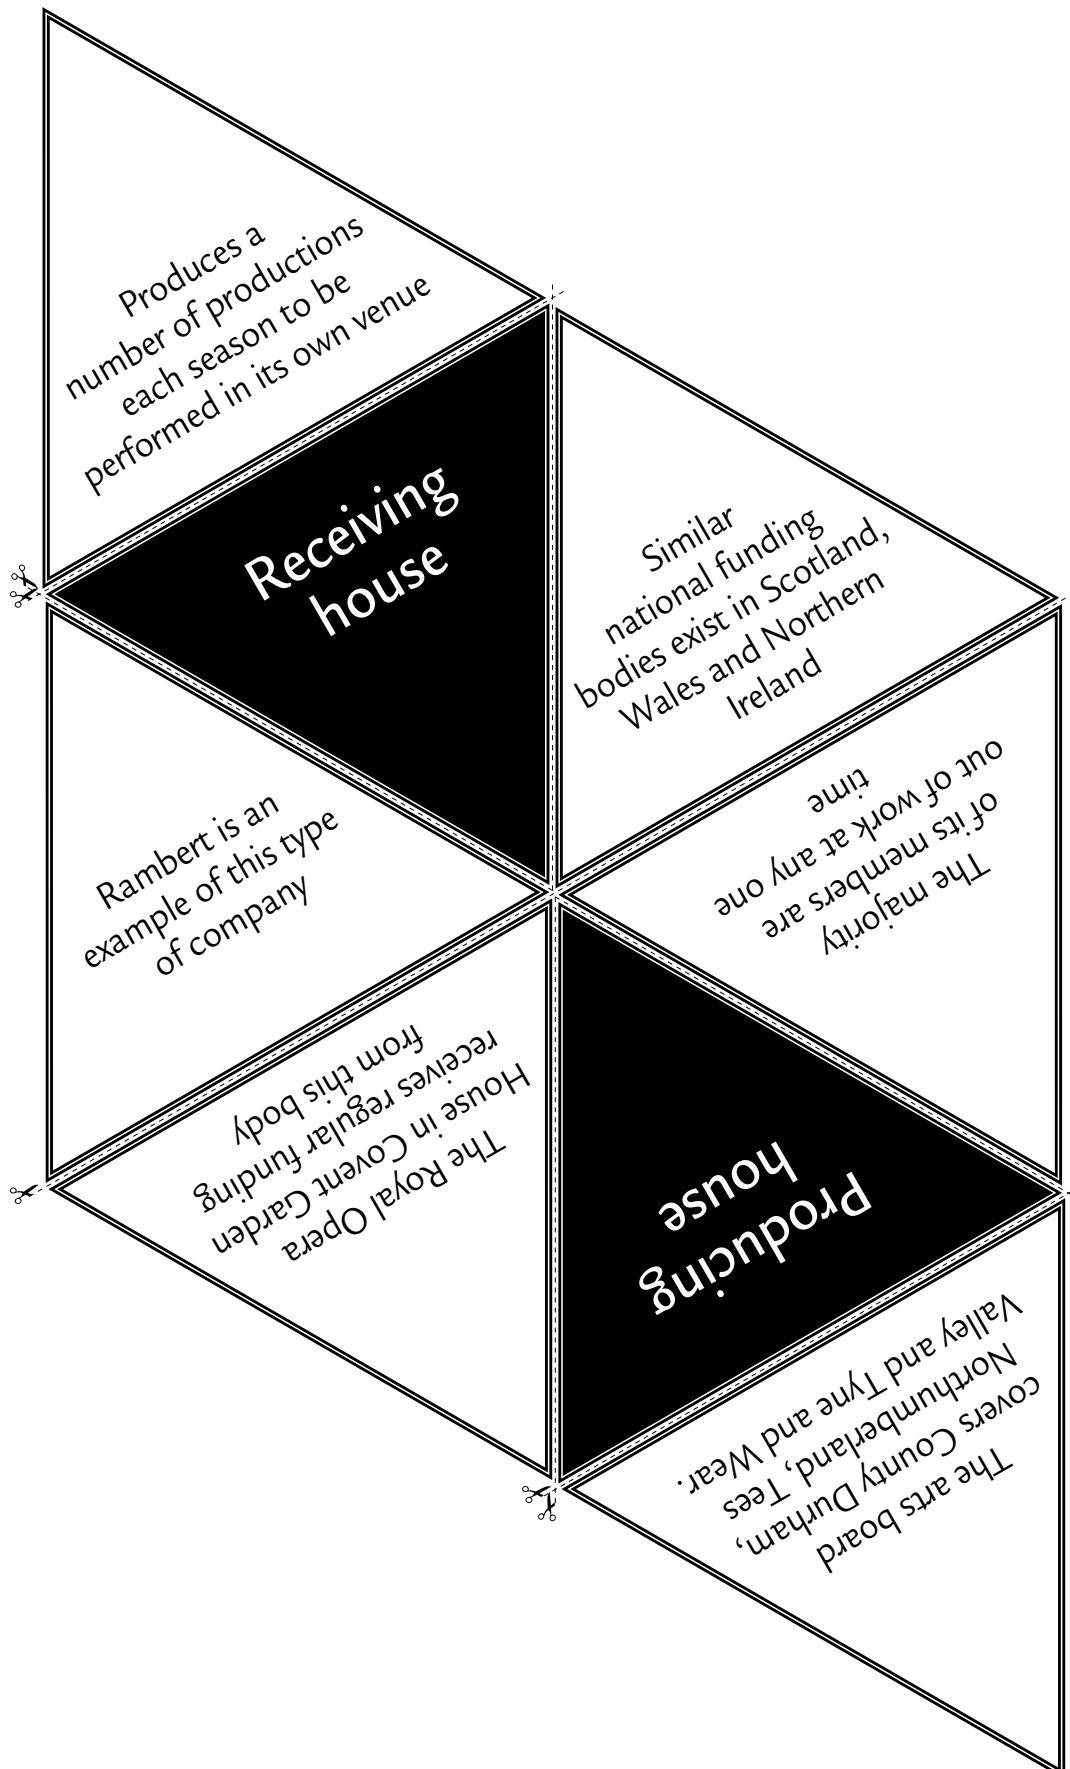 Produces a
number of productions
each season to be
performed in its own venue
Receiving
house
Similar
national funding
bodies exist in Scotland,
Wales and Northern
Ireland
Rambert is an
example of this type
of company
The majority
of its members are
out of work at any one
time
The Royal Opera
House in Covent Garden
receives regular funding
from this body
Producing
house
The arts board
covers County Durham,
Northumberland, Tees
Valley and Tyne and Wear.